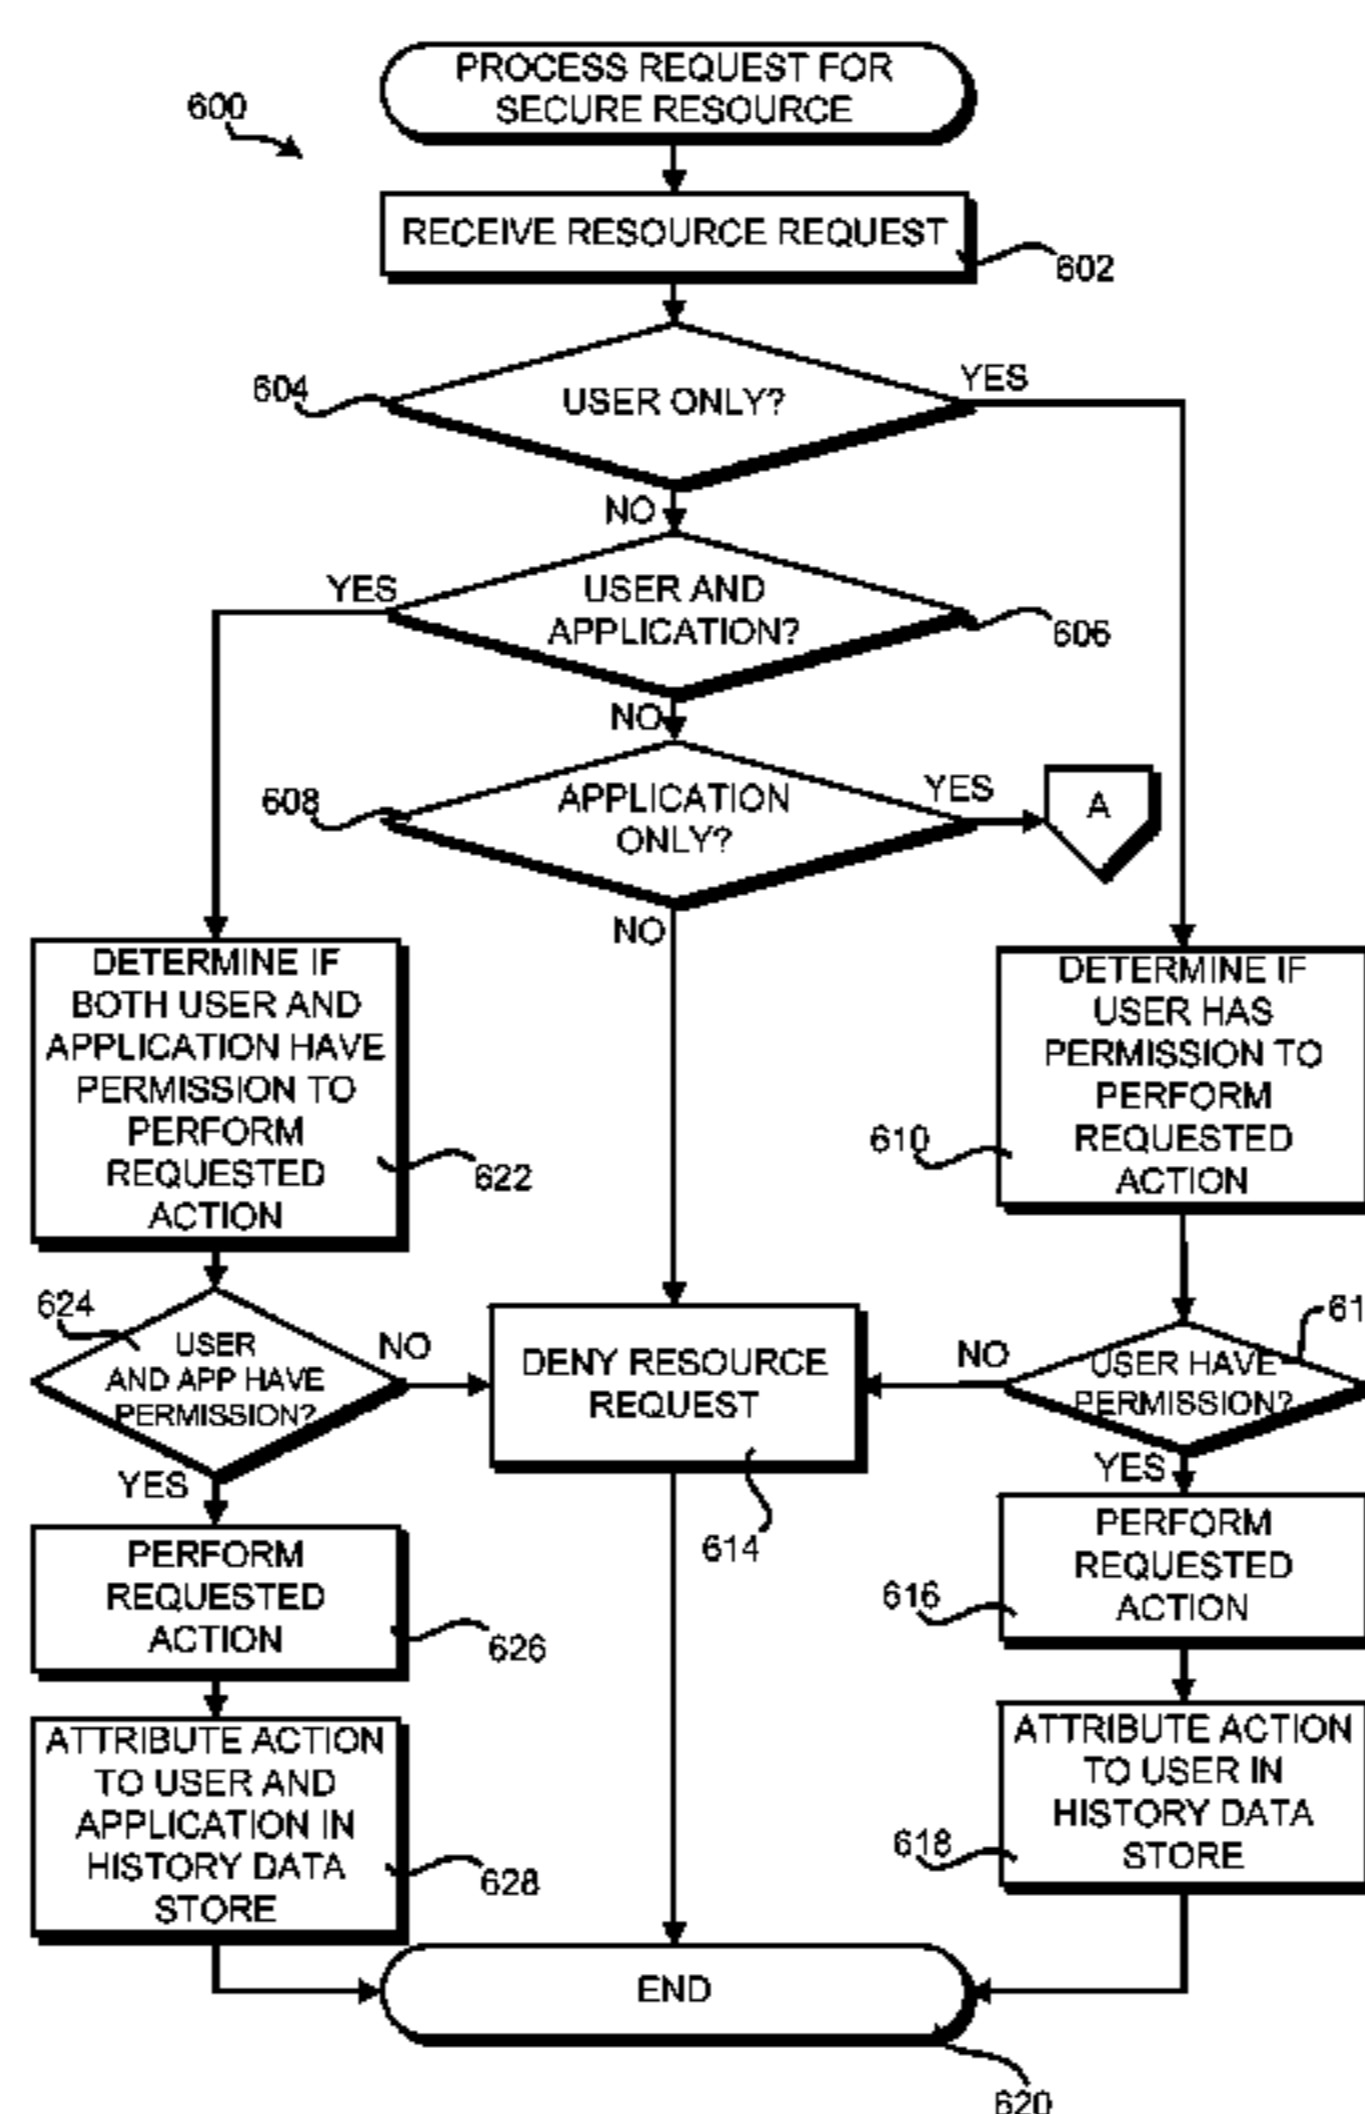 PROCESS REQUEST FOR
SECURE RESOURCE
600
RECEIVE RESOURCE REQUEST
602
604
USER ONLY?
YES
NO
YES
USER AND
APPLICATION?
606
NO
608
APPLICATION
ONLY?
YES
A
NO
DETERMINE IF
BOTH USER AND
APPLICATION HAVE
PERMISSION TO
PERFORM
REQUESTED
ACTION
622
DETERMINE IF
USER HAS
PERMISSION TO
PERFORM
REQUESTED
ACTION
610
624
USER
AND APP HAVE
PERMISSION?
NO
YES
DENY RESOURCE
REQUEST
614
61
NO
USER HAVE
PERMISSION?
YES
PERFORM
REQUESTED
ACTION
626
PERFORM
REQUESTED
ACTION
616
ATTRIBUTE ACTION
TO USER AND
APPLICATION IN
HISTORY DATA
STORE
628
ATTRIBUTE ACTION
TO USER IN
HISTORY DATA
STORE
618
END
620